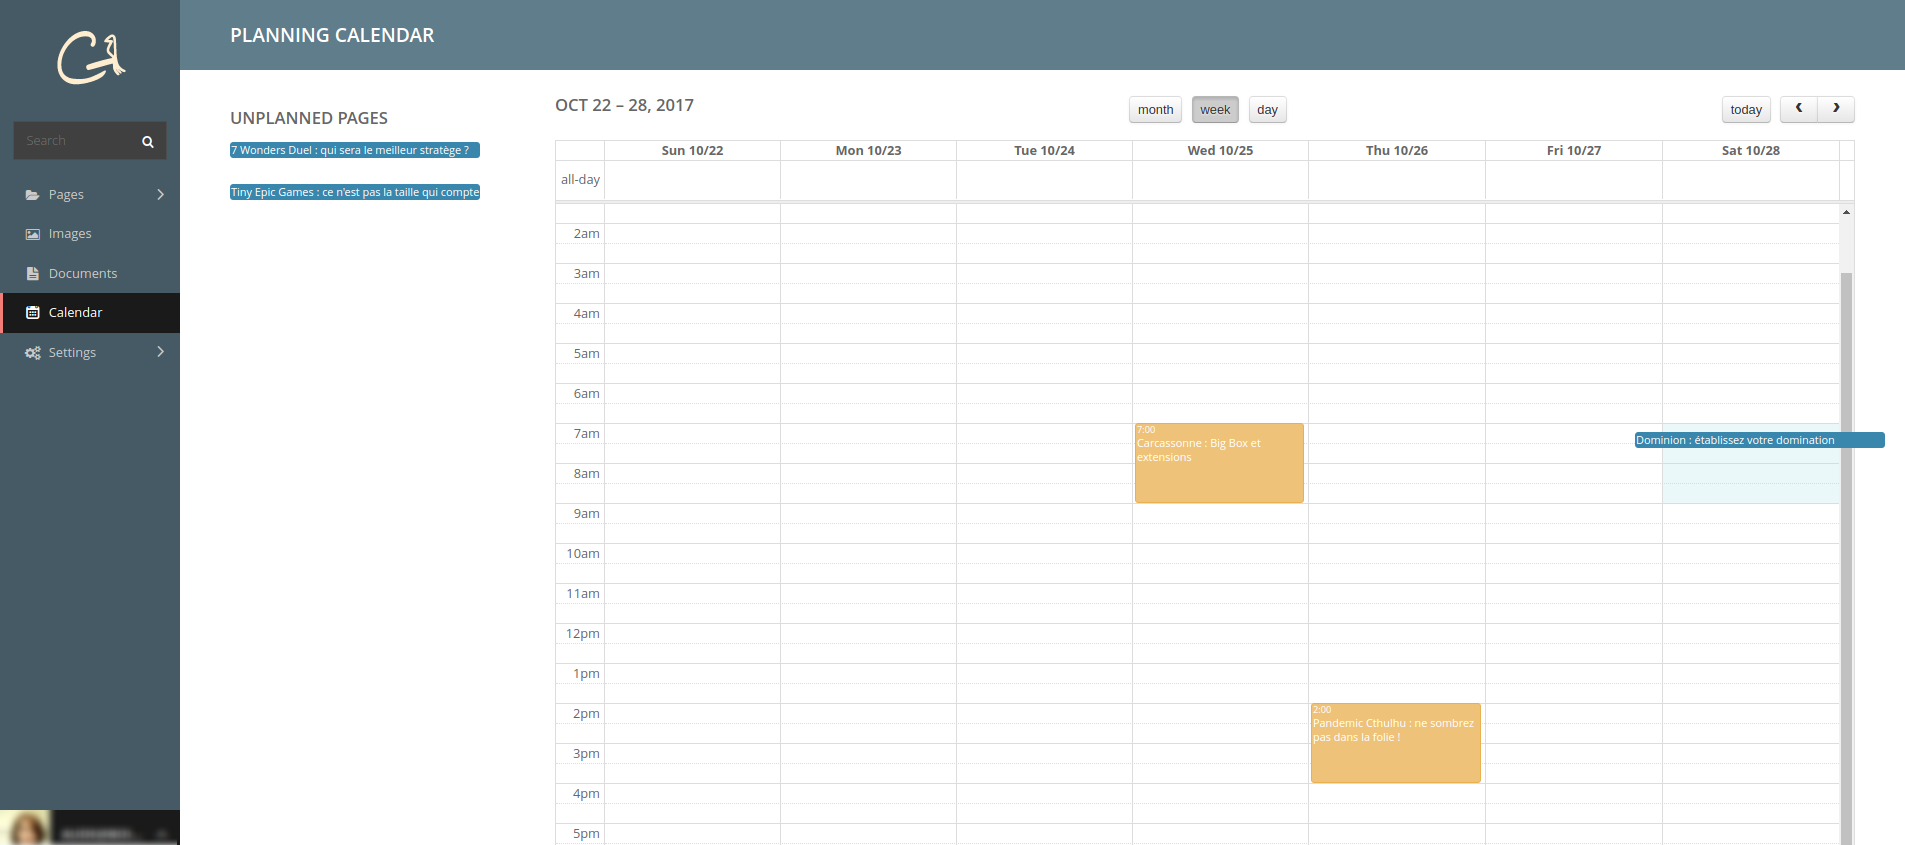 PLANNING CALENDAR
Search
Pages
Images
Documents
Calendar
Settings
UNPLANNED PAGES
7 Wonders Duel : qui sera le meilleur stratège ?
Tiny Epic Games : ce n'est pas la taille qui compte
OCT 22 – 28, 2017
month
week
day
today
Sun 10/22
Mon 10/23
Tue 10/24
Wed 10/25
Thu 10/26
Fri 10/27
Sat 10/28
all-day
2am
3am
4am
5am
6am
7am
7:00
Carcassonne : Big Box et
extensions
Dominion : établissez votre domination
8am
9am
10am
11am
12pm
1pm
2pm
2:00
Pandemic Cthulhu : ne sombrez
pas dans la folie !
3pm
4pm
5pm